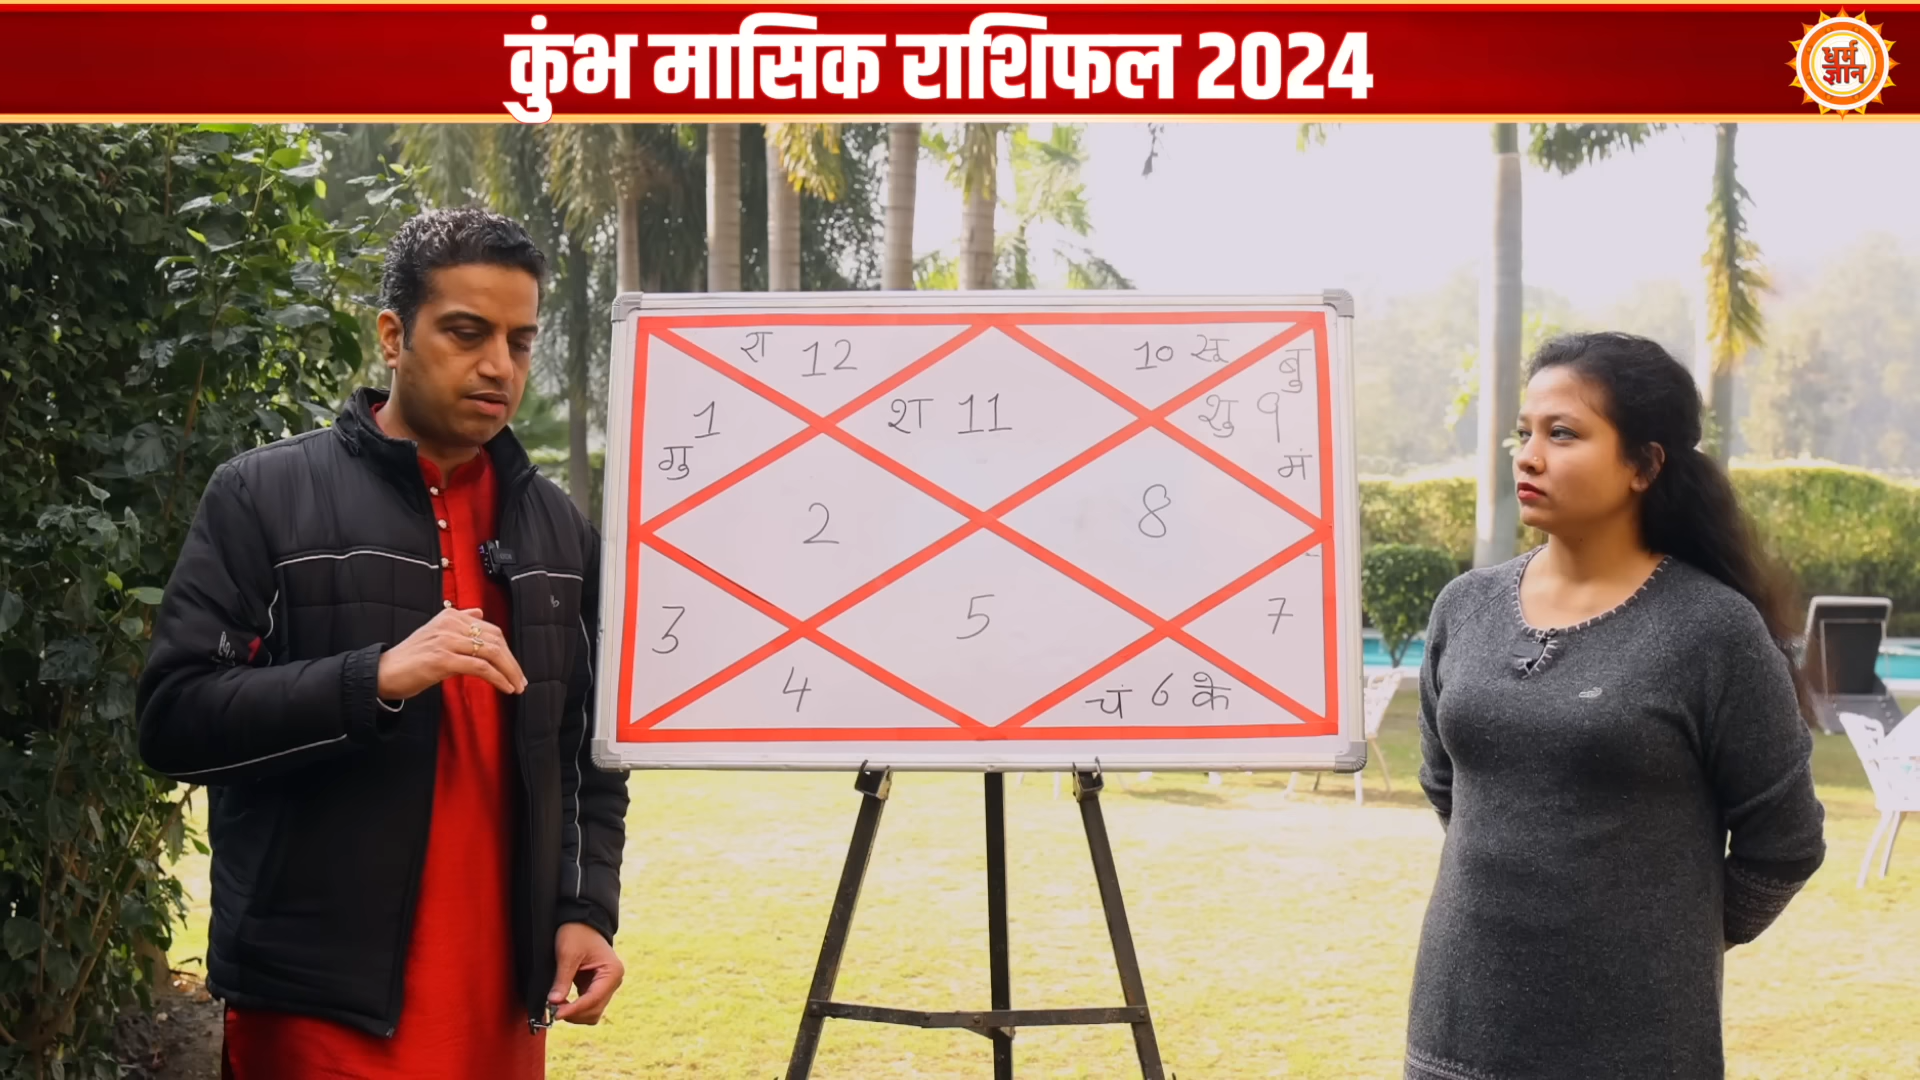 कुंभ मासिक राशिफल 2024
धर्म
ज्ञान
रा 12
10 सू
बु
1
गु
श 11
शु 9
मं
2
8
3
5
7
4
चं 6 के